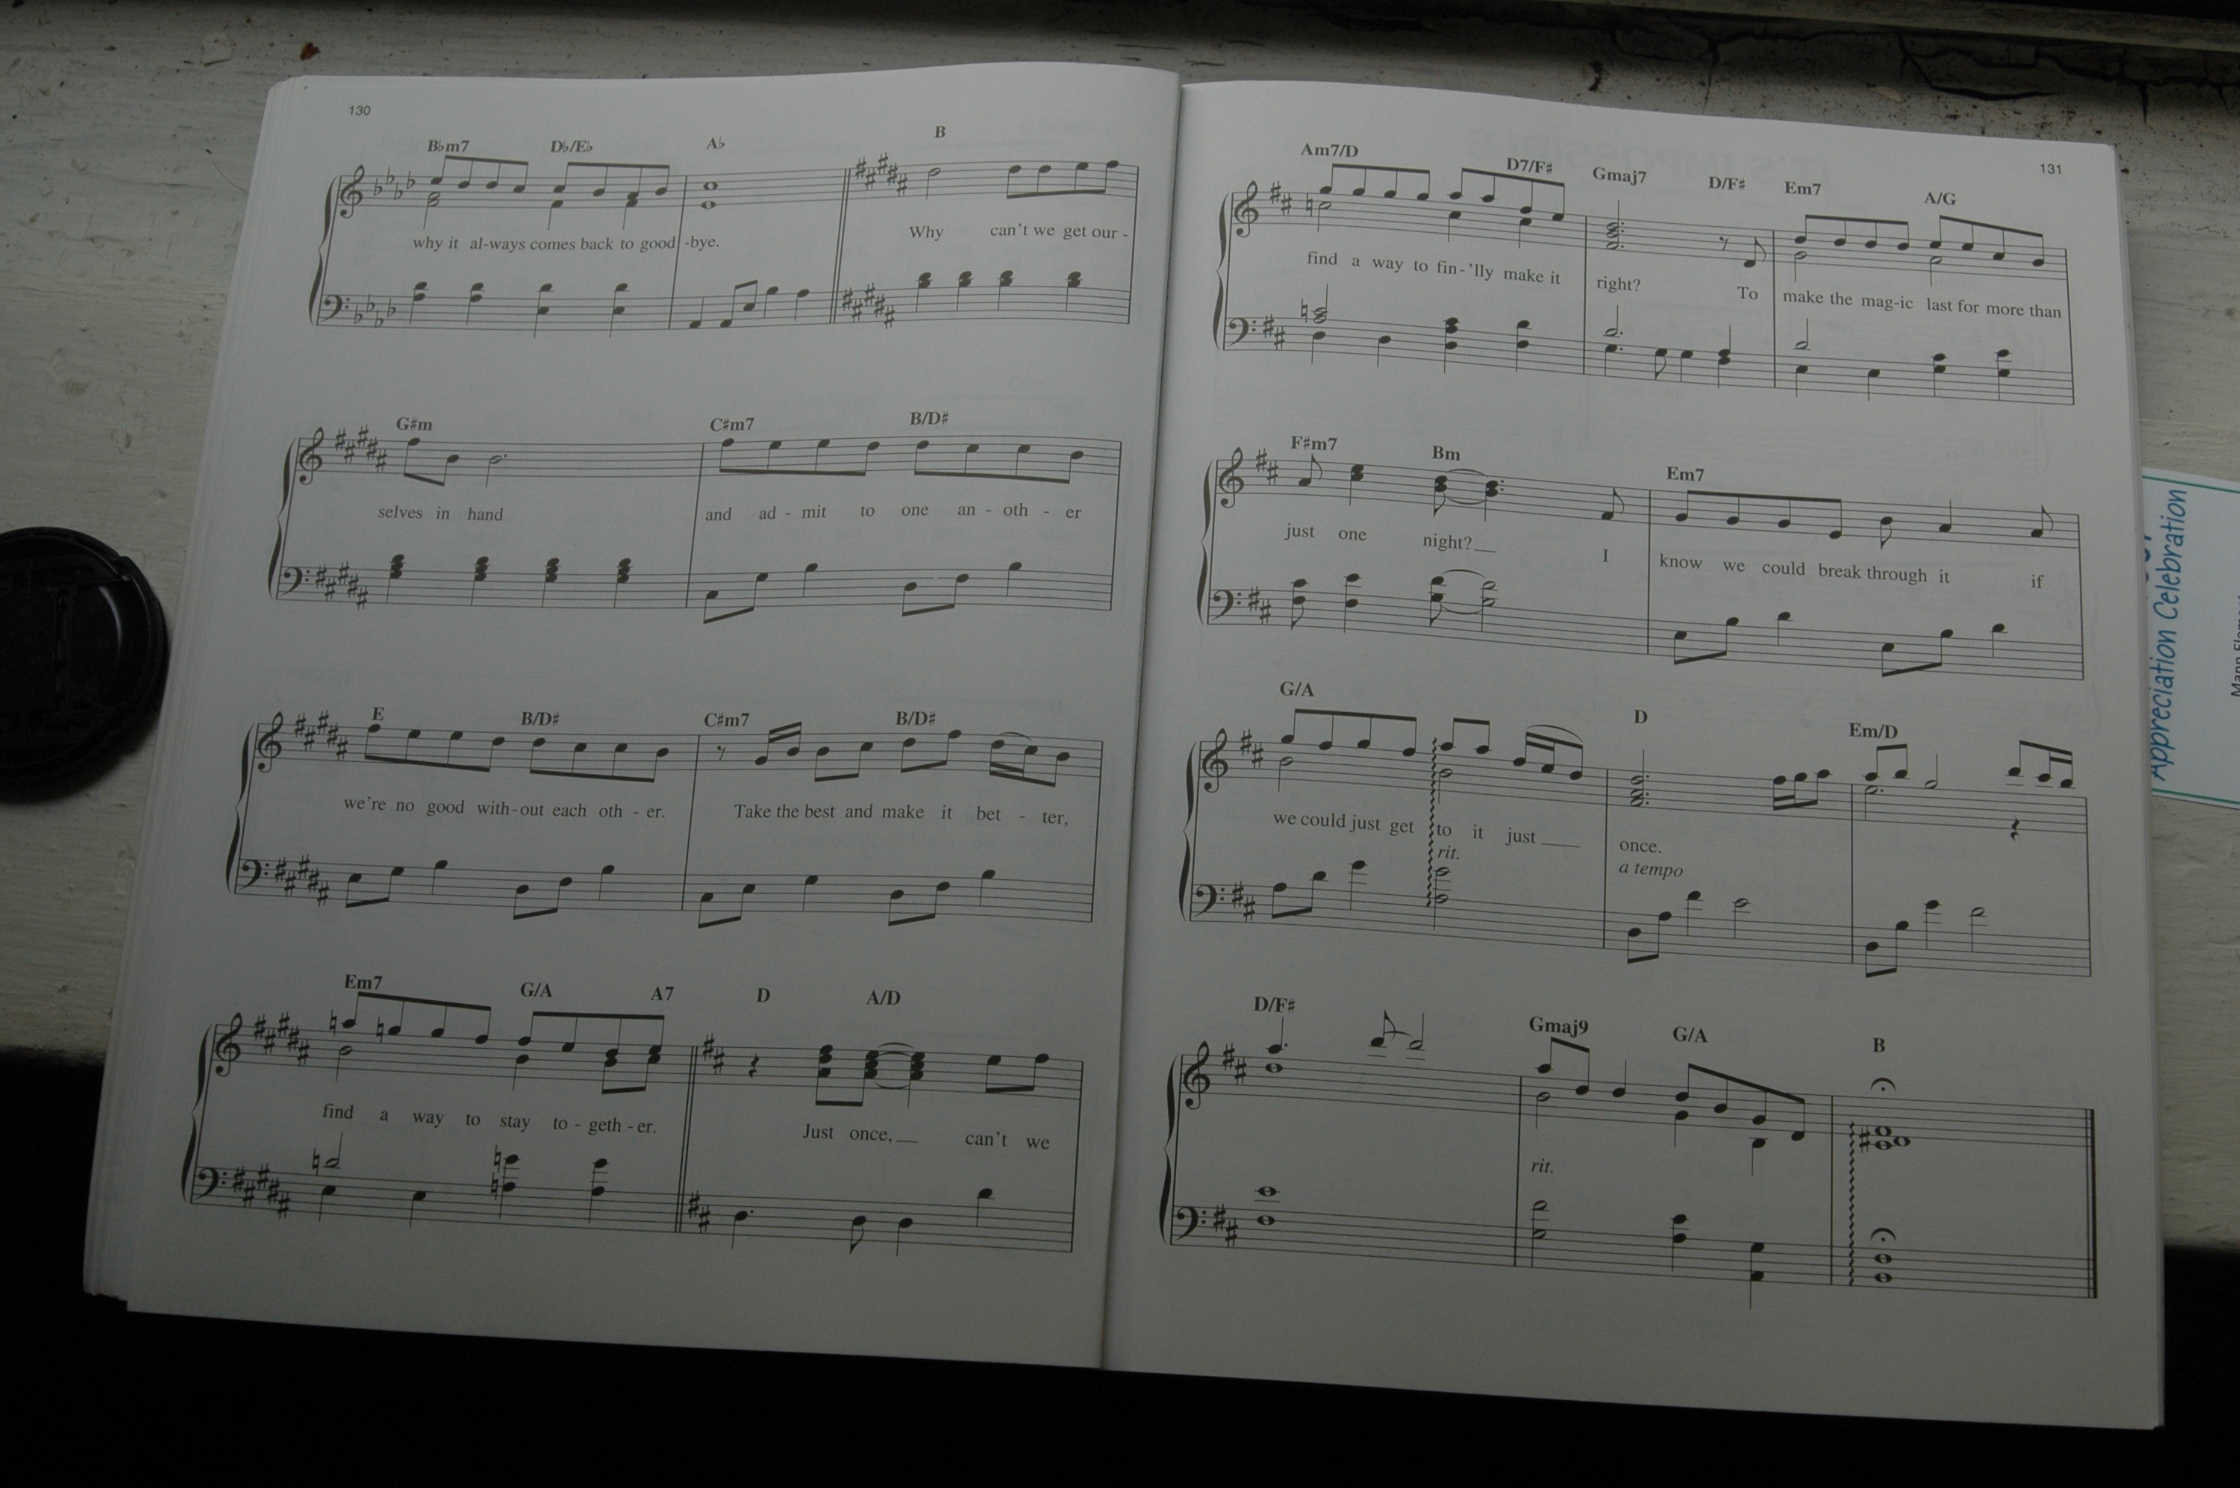 130
B♭m7 D♭/E♭ A♭ B
why it al-ways comes back to good -bye. Why can't we get our -
G♯m C♯m7 B/D♯
selves in hand and ad - mit to one an - oth - er
E B/D♯ C♯m7 B/D♯
we're no good with - out each oth - er. Take the best and make it bet - ter,
Em7 G/A A7 D A/D
find a way to stay to - geth - er. Just once, can't we
131
Am7/D D7/F♯ Gmaj7 D/F♯ Em7 A/G
find a way to fin - 'lly make it right? To make the mag - ic last for more than
F♯m7 Bm Em7
just one night? I know we could break through it if
G/A D Em/D
we could just get to it just once.
rit. a tempo
D/F♯ Gmaj9 G/A B
rit.
Appreciation Celebration